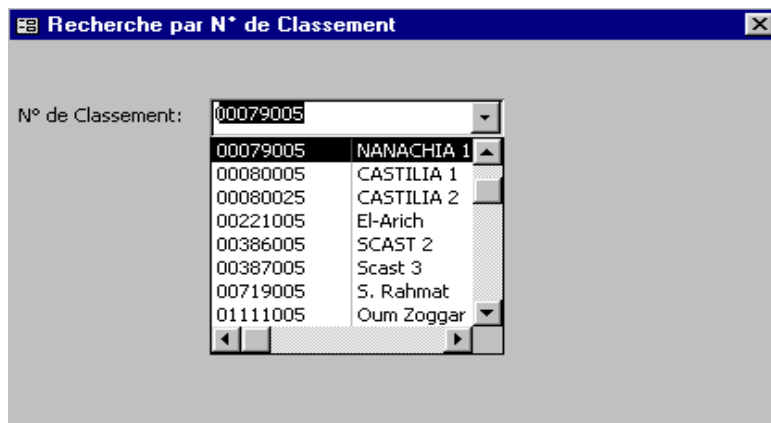 Recherche par N° de Classement
N° de Classement: 00079005
00079005 NANACHIA 1
00080005 CASTILIA 1
00080025 CASTILIA 2
00221005 El-Arich
00386005 SCAST 2
00387005 Scast 3
00719005 S. Rahmat
01111005 Oum Zoggar